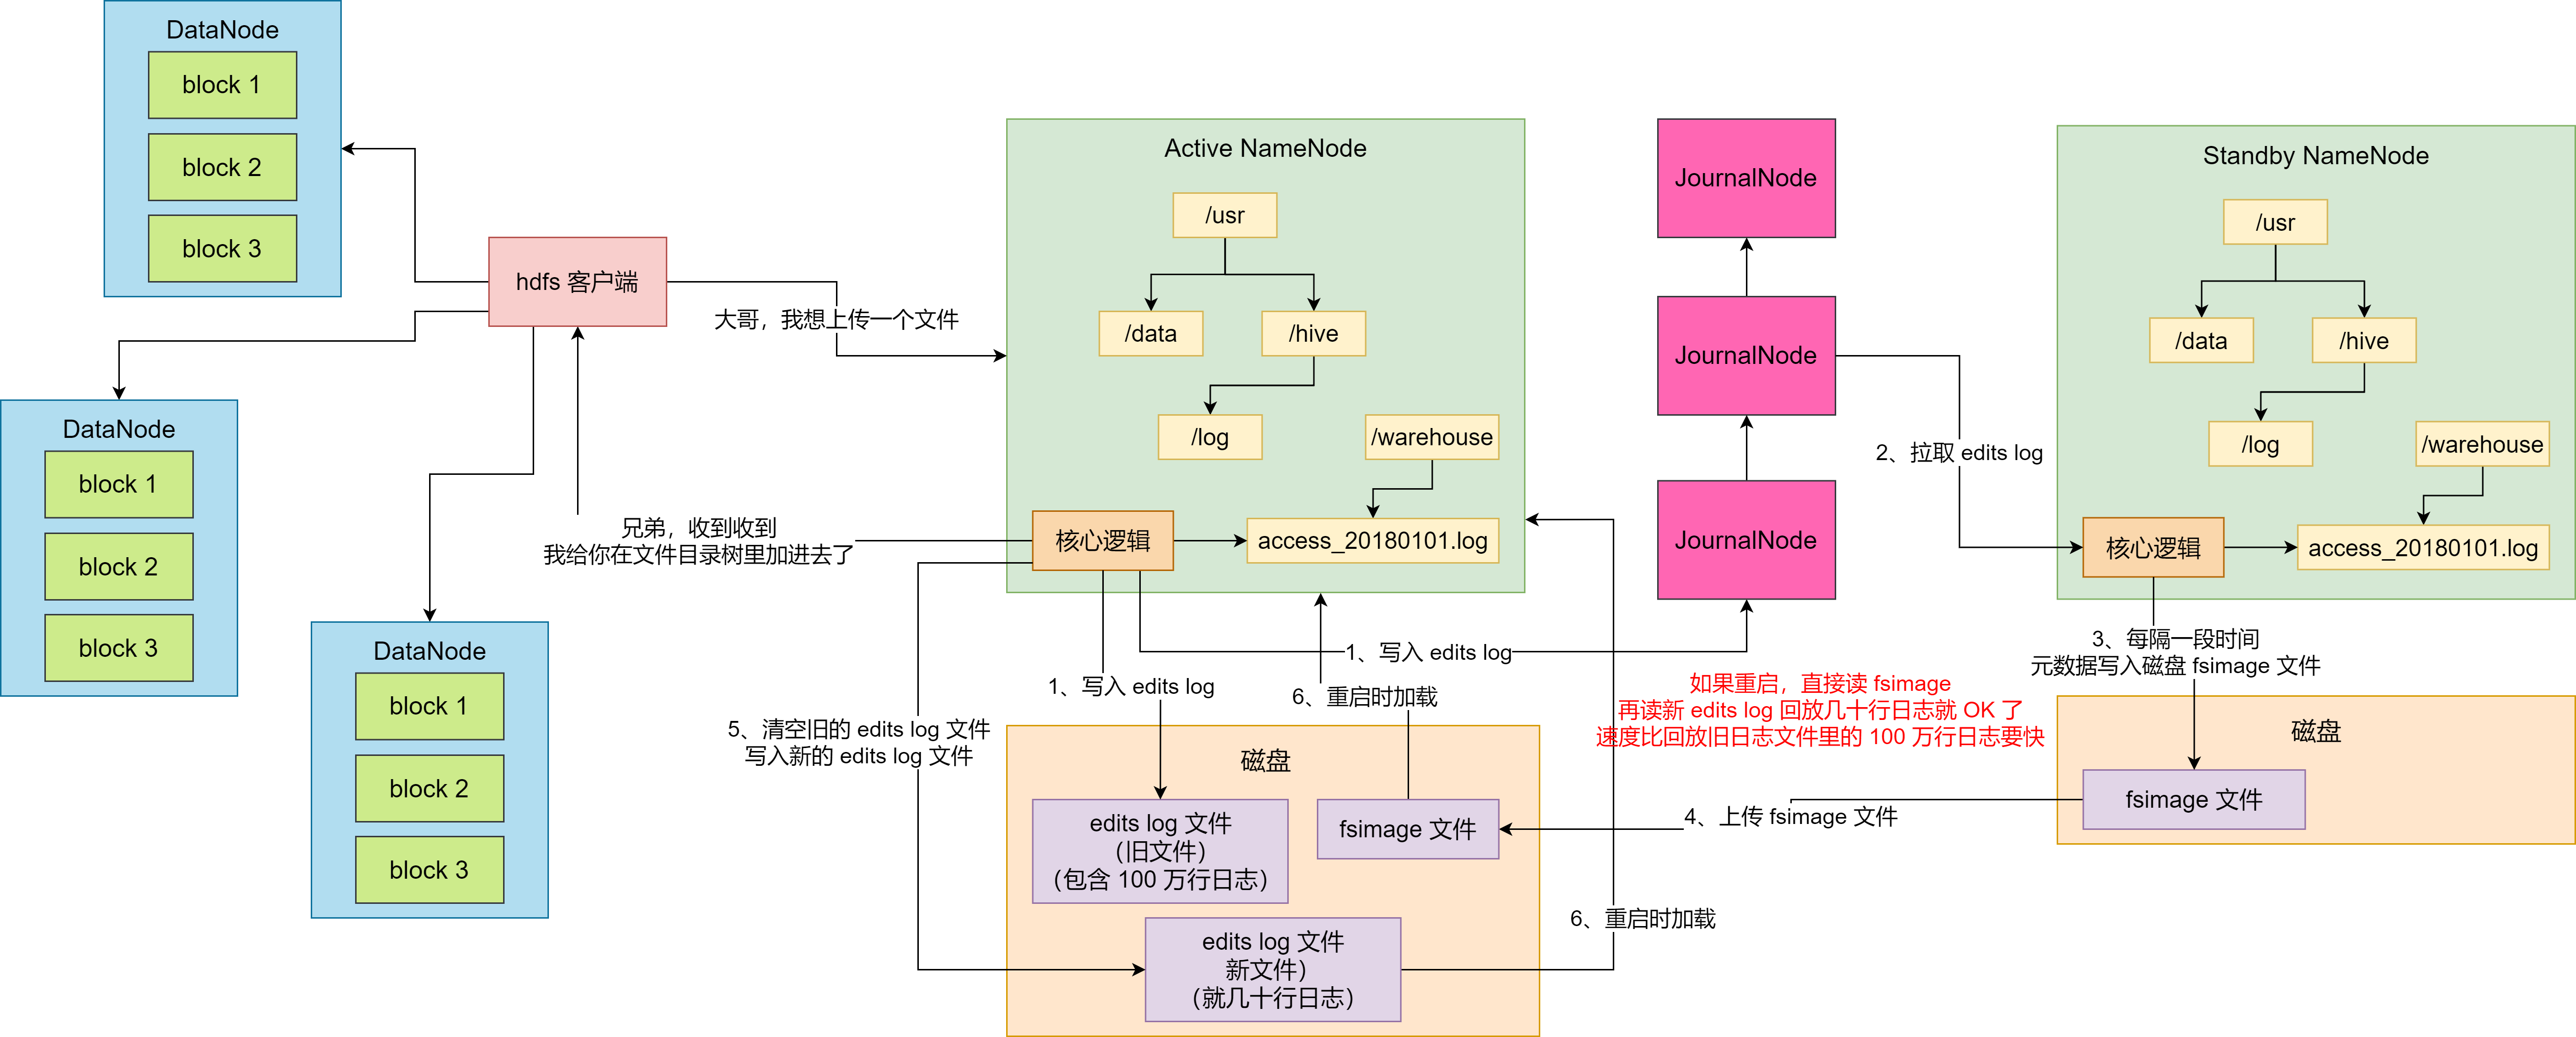 DataNode
block 1
block 2
block 3
DataNode
block 1
block 2
block 3
DataNode
block 1
block 2
block 3
hdfs 客户端
大哥，我想上传一个文件
兄弟，收到收到
我给你在文件目录树里加进去了
Active NameNode
/usr
/data
/hive
/log
/warehouse
核心逻辑
access_20180101.log
JournalNode
JournalNode
JournalNode
Standby NameNode
/usr
/data
/hive
/log
/warehouse
核心逻辑
access_20180101.log
2、拉取 edits log
1、写入 edits log
1、写入 edits log
6、重启时加载
如果重启，直接读 fsimage
再读新 edits log 回放几十行日志就 OK 了
速度比回放旧日志文件里的 100 万行日志要快
3、每隔一段时间
元数据写入磁盘 fsimage 文件
5、清空旧的 edits log 文件
写入新的 edits log 文件
磁盘
edits log 文件
（旧文件）
（包含 100 万行日志）
fsimage 文件
edits log 文件
新文件）
（就几十行日志）
6、重启时加载
4、上传 fsimage 文件
磁盘
fsimage 文件